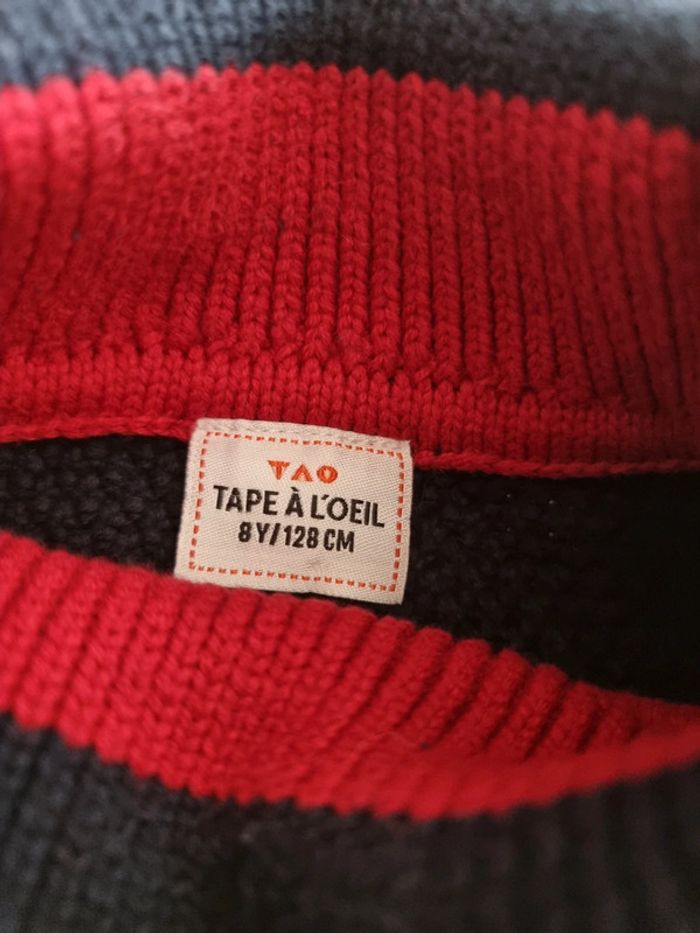 TAO
TAPE À L'OEIL
8Y/128 CM